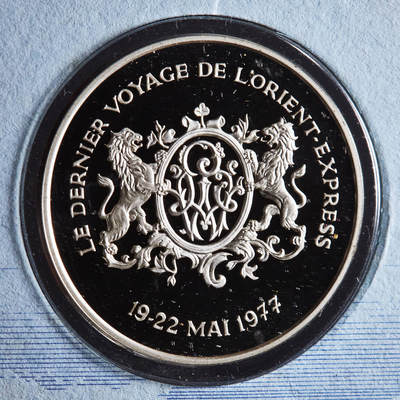 LE DERNIER VOYAGE DE L'ORIENT-EXPRESS
19-22 MAI 1977